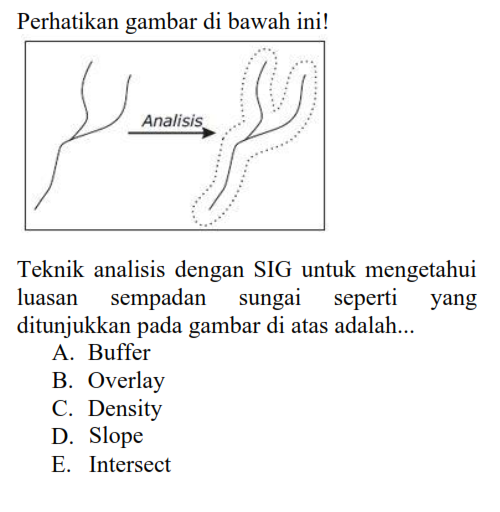 Perhatikan gambar di bawah ini!
Analisis
Teknik analisis dengan SIG untuk mengetahui
luasan sempadan sungai seperti yang
ditunjukkan pada gambar di atas adalah...
A. Buffer
B. Overlay
C. Density
D. Slope
E. Intersect